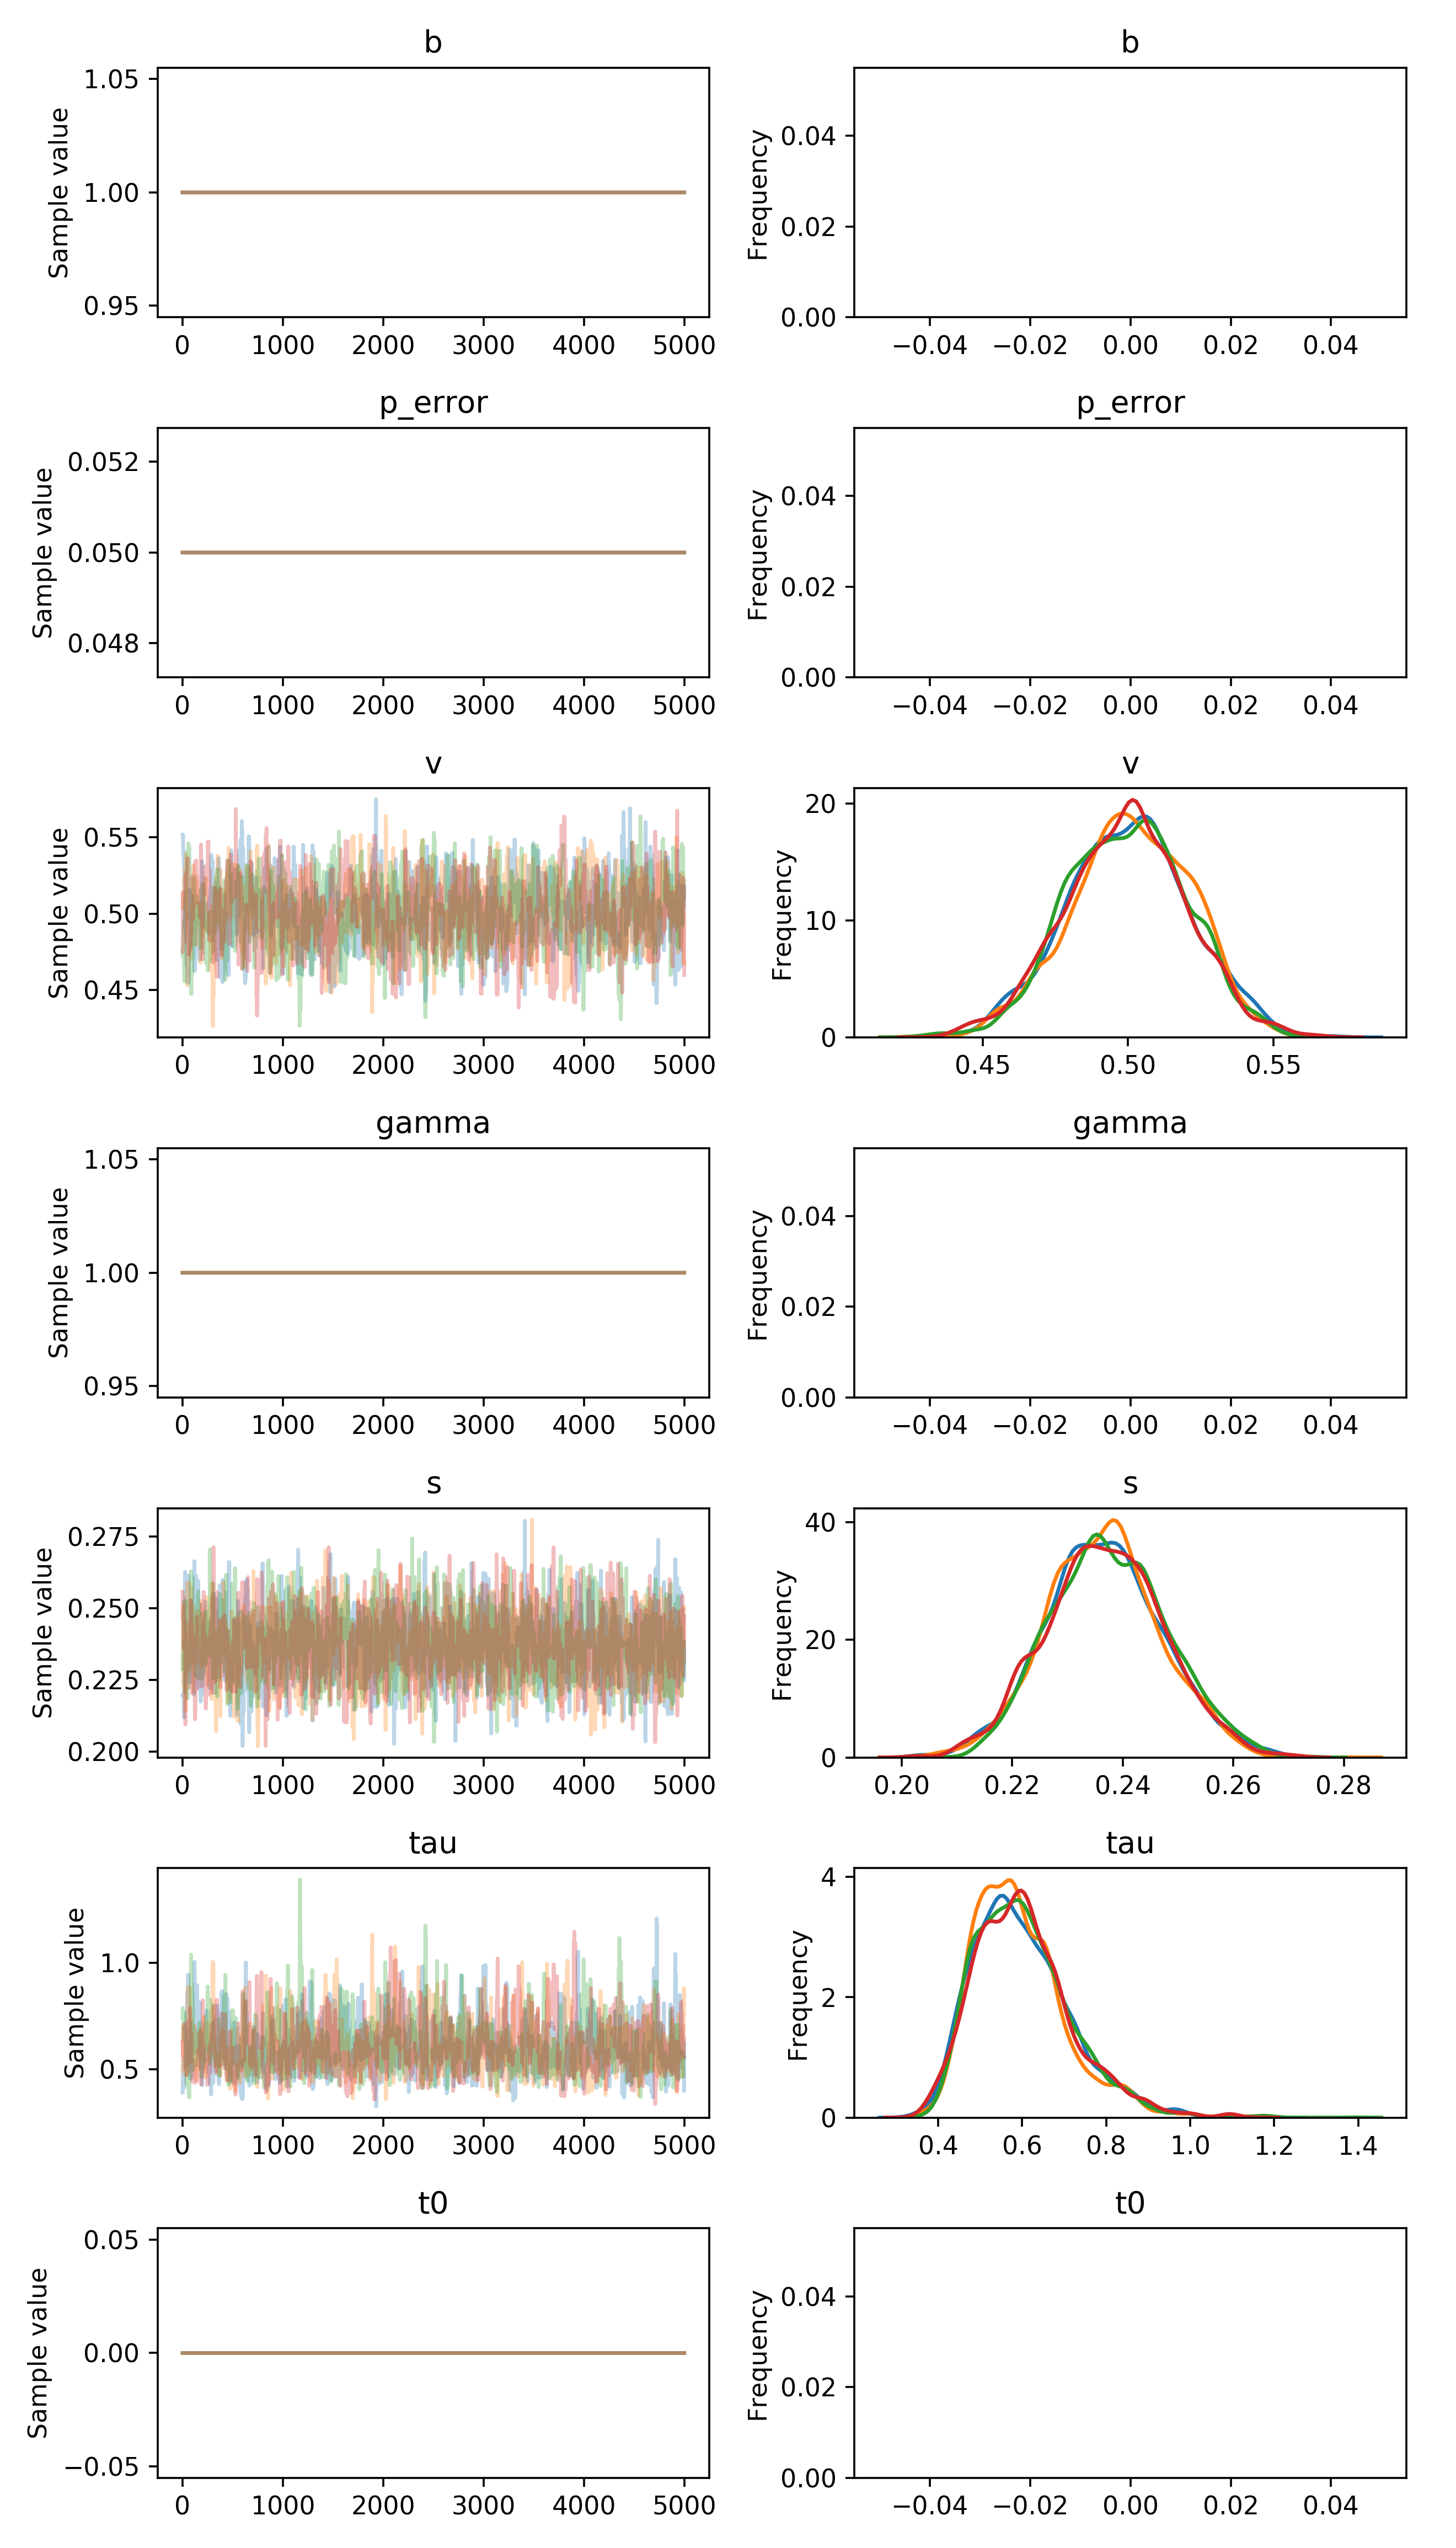 b
b
Sample value
1.05
1.00
0.95
0 1000 2000 3000 4000 5000
Frequency
0.04
0.02
0.00
−0.04 −0.02 0.00 0.02 0.04
p_error
p_error
Sample value
0.052
0.050
0.048
0 1000 2000 3000 4000 5000
Frequency
0.04
0.02
0.00
−0.04 −0.02 0.00 0.02 0.04
v
v
Sample value
0.55
0.50
0.45
0 1000 2000 3000 4000 5000
Frequency
20
10
0
0.45 0.50 0.55
gamma
gamma
Sample value
1.05
1.00
0.95
0 1000 2000 3000 4000 5000
Frequency
0.04
0.02
0.00
−0.04 −0.02 0.00 0.02 0.04
s
s
Sample value
0.275
0.250
0.225
0.200
0 1000 2000 3000 4000 5000
Frequency
40
20
0
0.20 0.22 0.24 0.26 0.28
tau
tau
Sample value
1.0
0.5
0 1000 2000 3000 4000 5000
Frequency
4
2
0
0.4 0.6 0.8 1.0 1.2 1.4
t0
t0
Sample value
0.05
0.00
−0.05
0 1000 2000 3000 4000 5000
Frequency
0.04
0.02
0.00
−0.04 −0.02 0.00 0.02 0.04